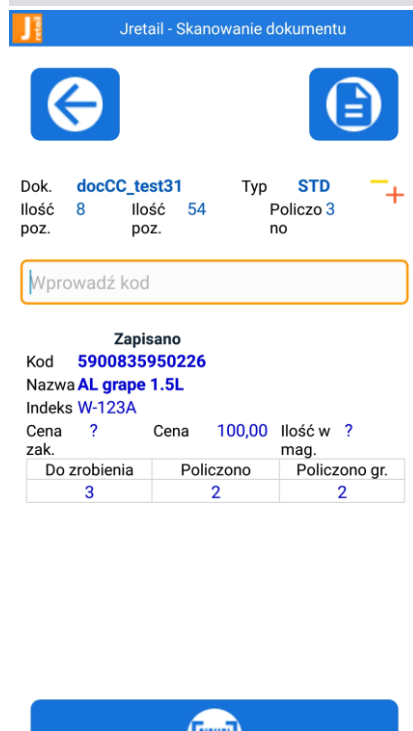 J retail
Jretail - Skanowanie dokumentu
Dok. docCC_test31 Typ STD
Ilość poz. 8 Ilość poz. 54 Policzo no 3
Wprowadź kod
Zapisano
Kod 5900835950226
Nazwa AL grape 1.5L
Indeks W-123A
Cena zak. ? Cena 100,00 Ilość w mag. ?
Do zrobienia Policzono Policzono gr.
3 2 2